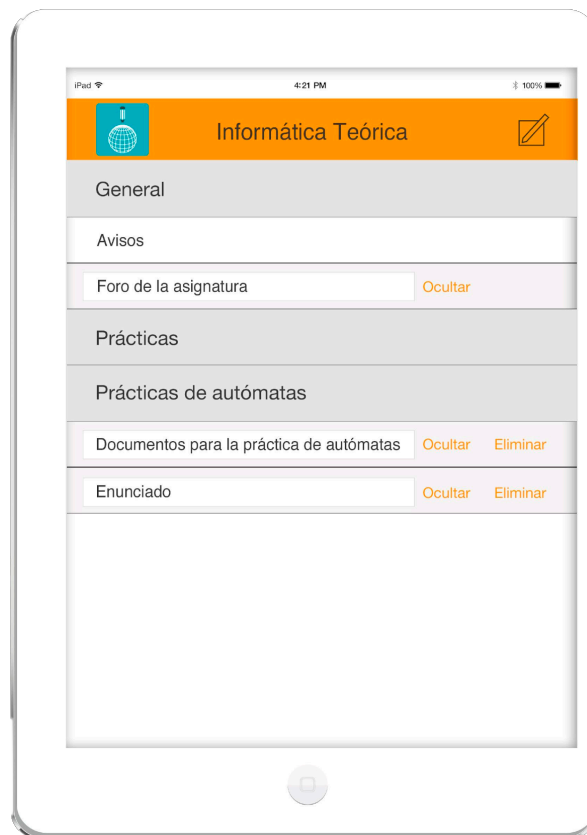 iPad 4:21 PM 100%
Informática Teórica
General
Avisos
Foro de la asignatura Ocultar
Prácticas
Prácticas de autómatas
Documentos para la práctica de autómatas Ocultar Eliminar
Enunciado Ocultar Eliminar